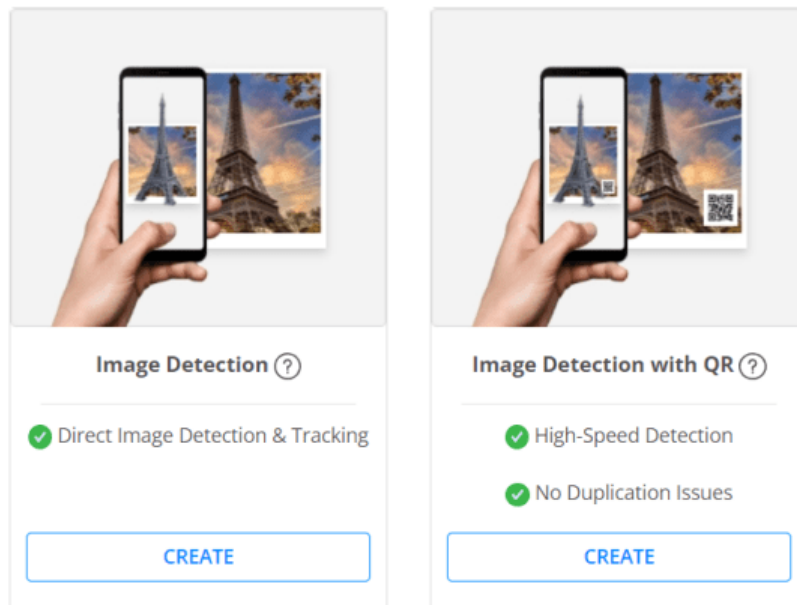 Image Detection ?
Direct Image Detection & Tracking
CREATE
Image Detection with QR ?
High-Speed Detection
No Duplication Issues
CREATE